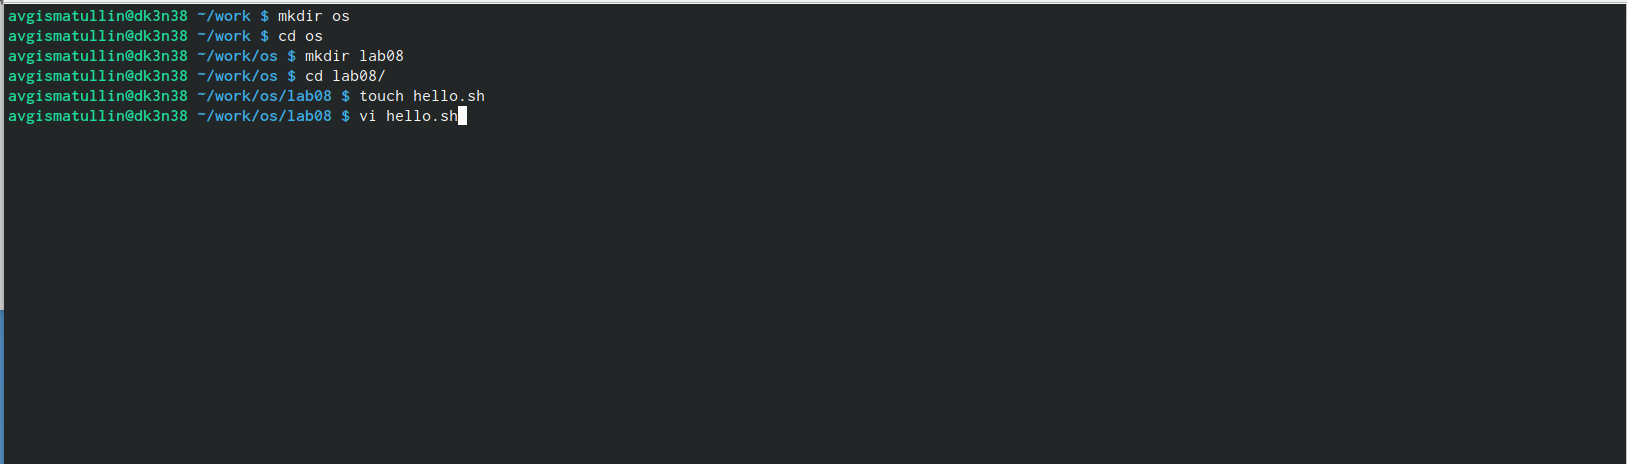 avgismatullin@dk3n38 ~/work $ mkdir os
avgismatullin@dk3n38 ~/work $ cd os
avgismatullin@dk3n38 ~/work/os $ mkdir lab08
avgismatullin@dk3n38 ~/work/os $ cd lab08/
avgismatullin@dk3n38 ~/work/os/lab08 $ touch hello.sh
avgismatullin@dk3n38 ~/work/os/lab08 $ vi hello.sh